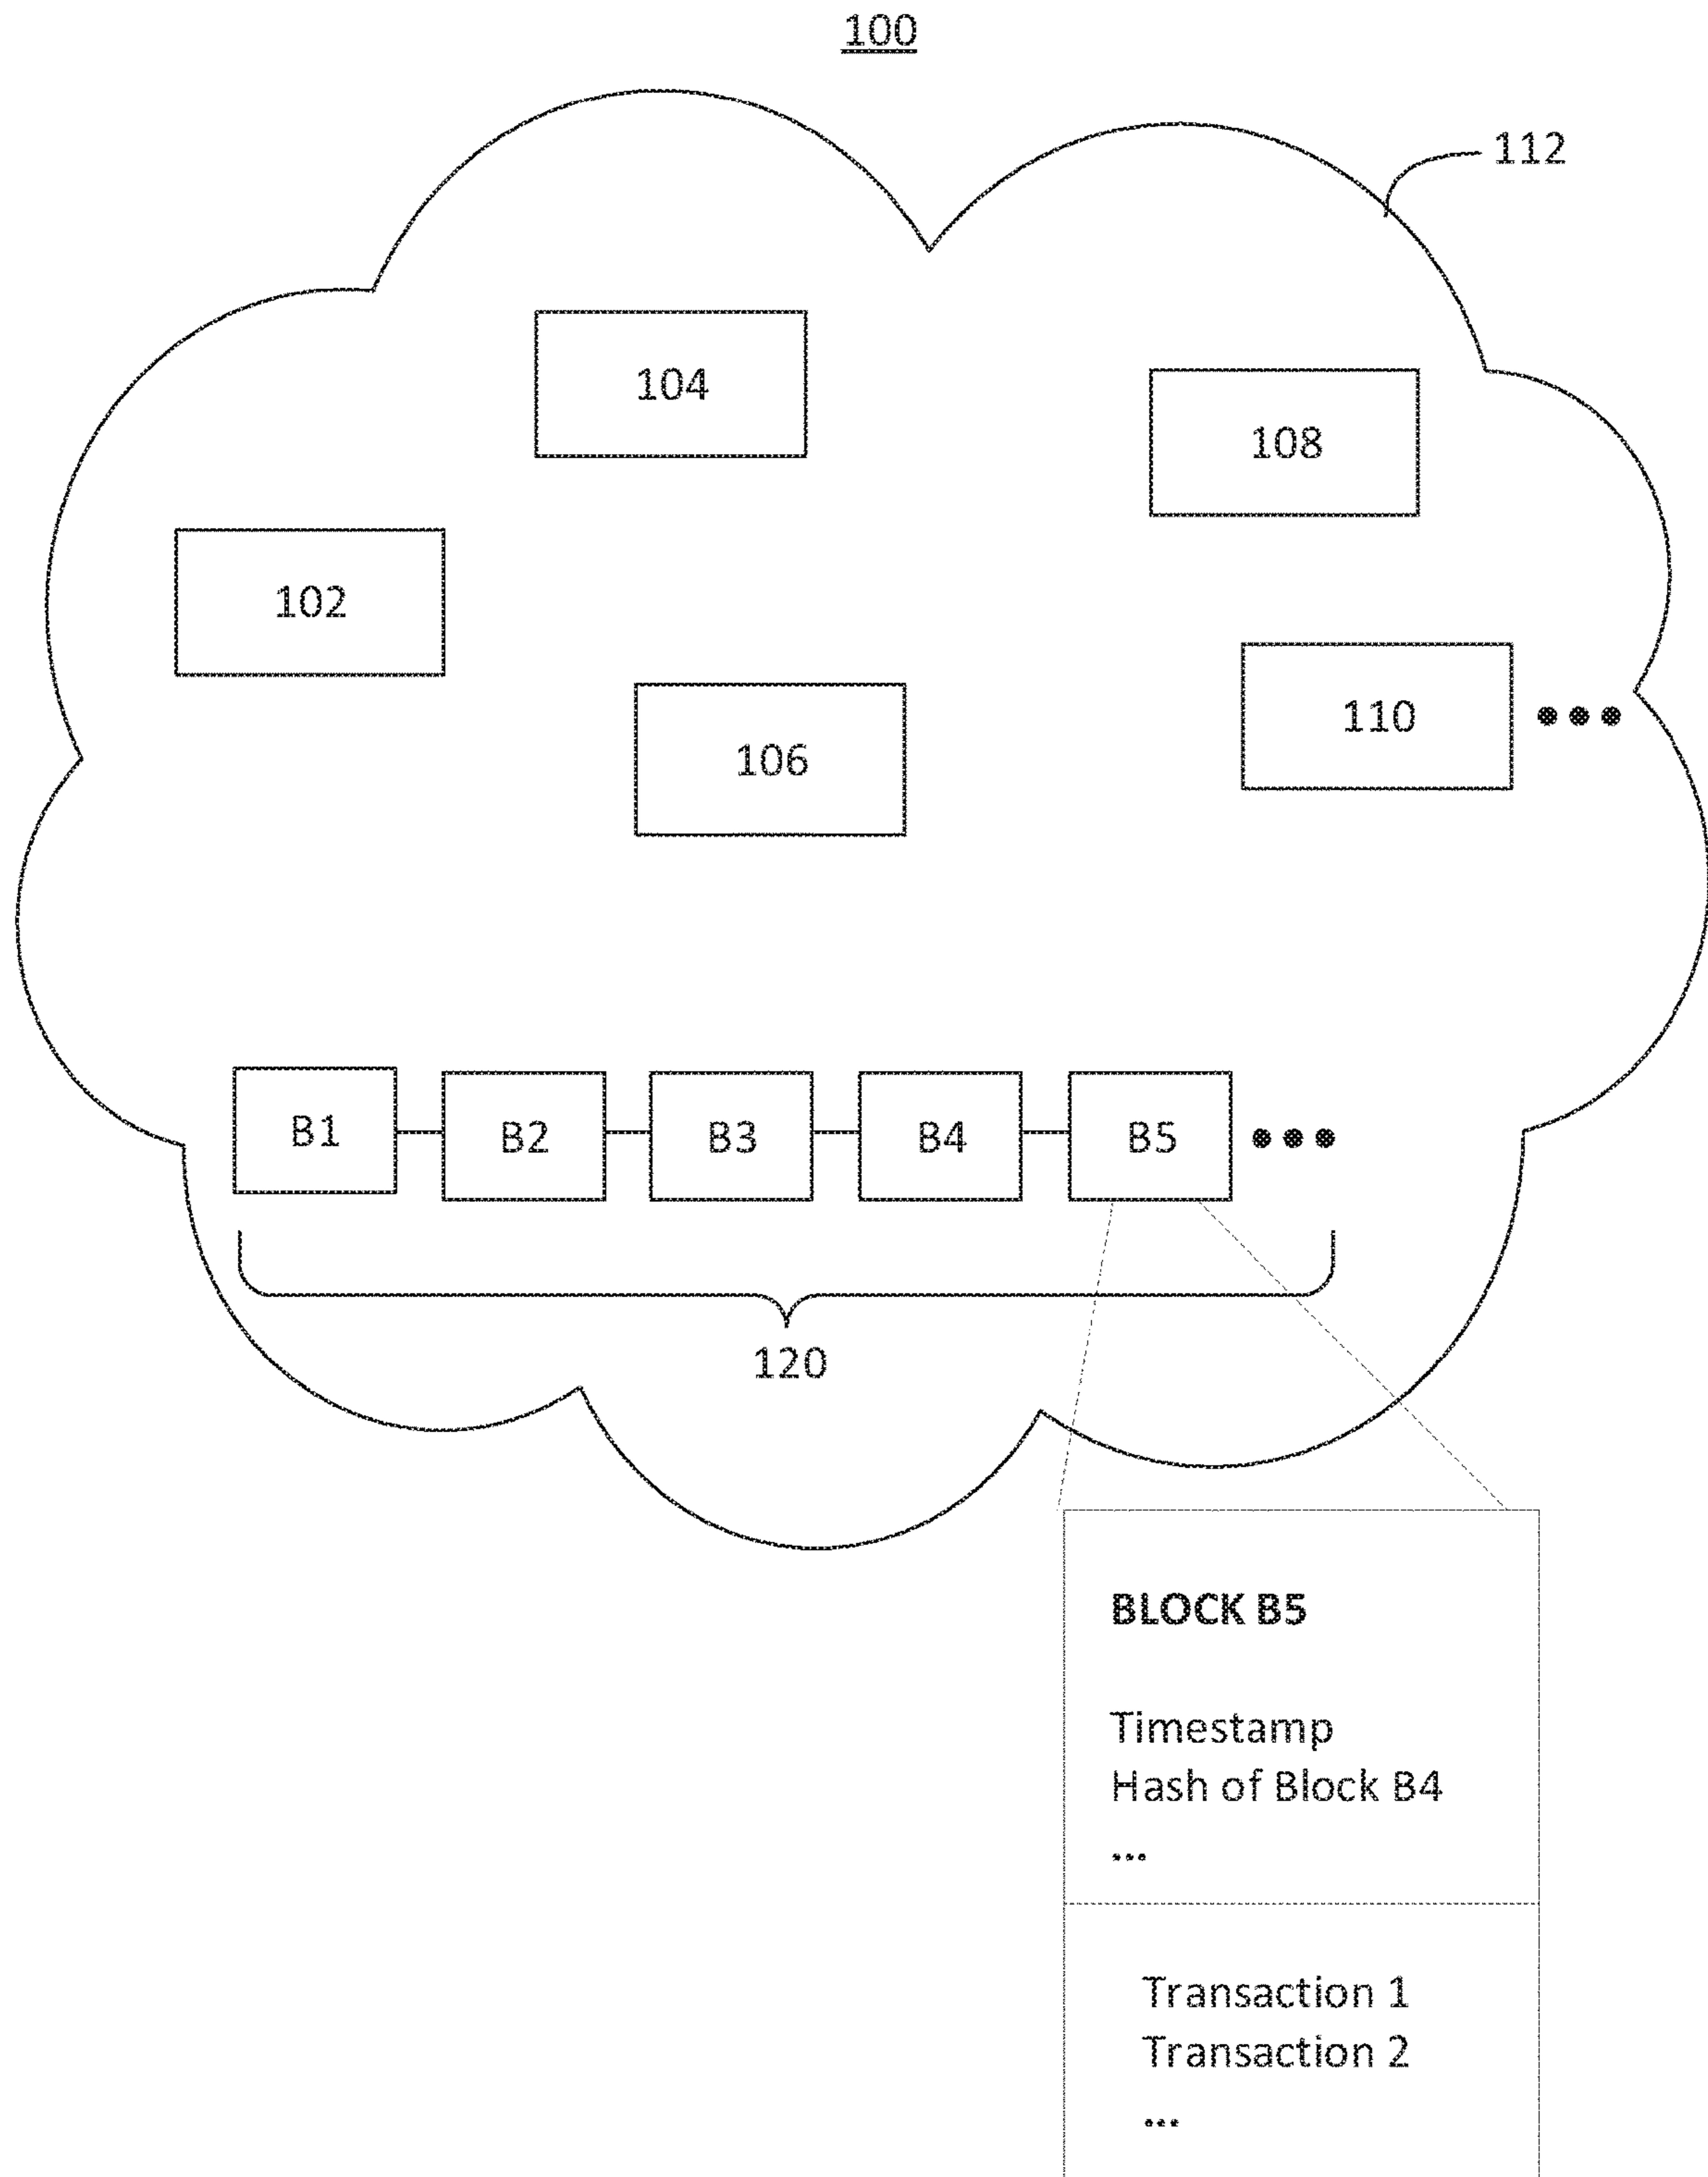 100
112
104
108
102
110
106
B1
B2
B3
B4
B5
120
BLOCK B5
Timestamp
Hash of Block B4
...
Transaction 1
Transaction 2
...